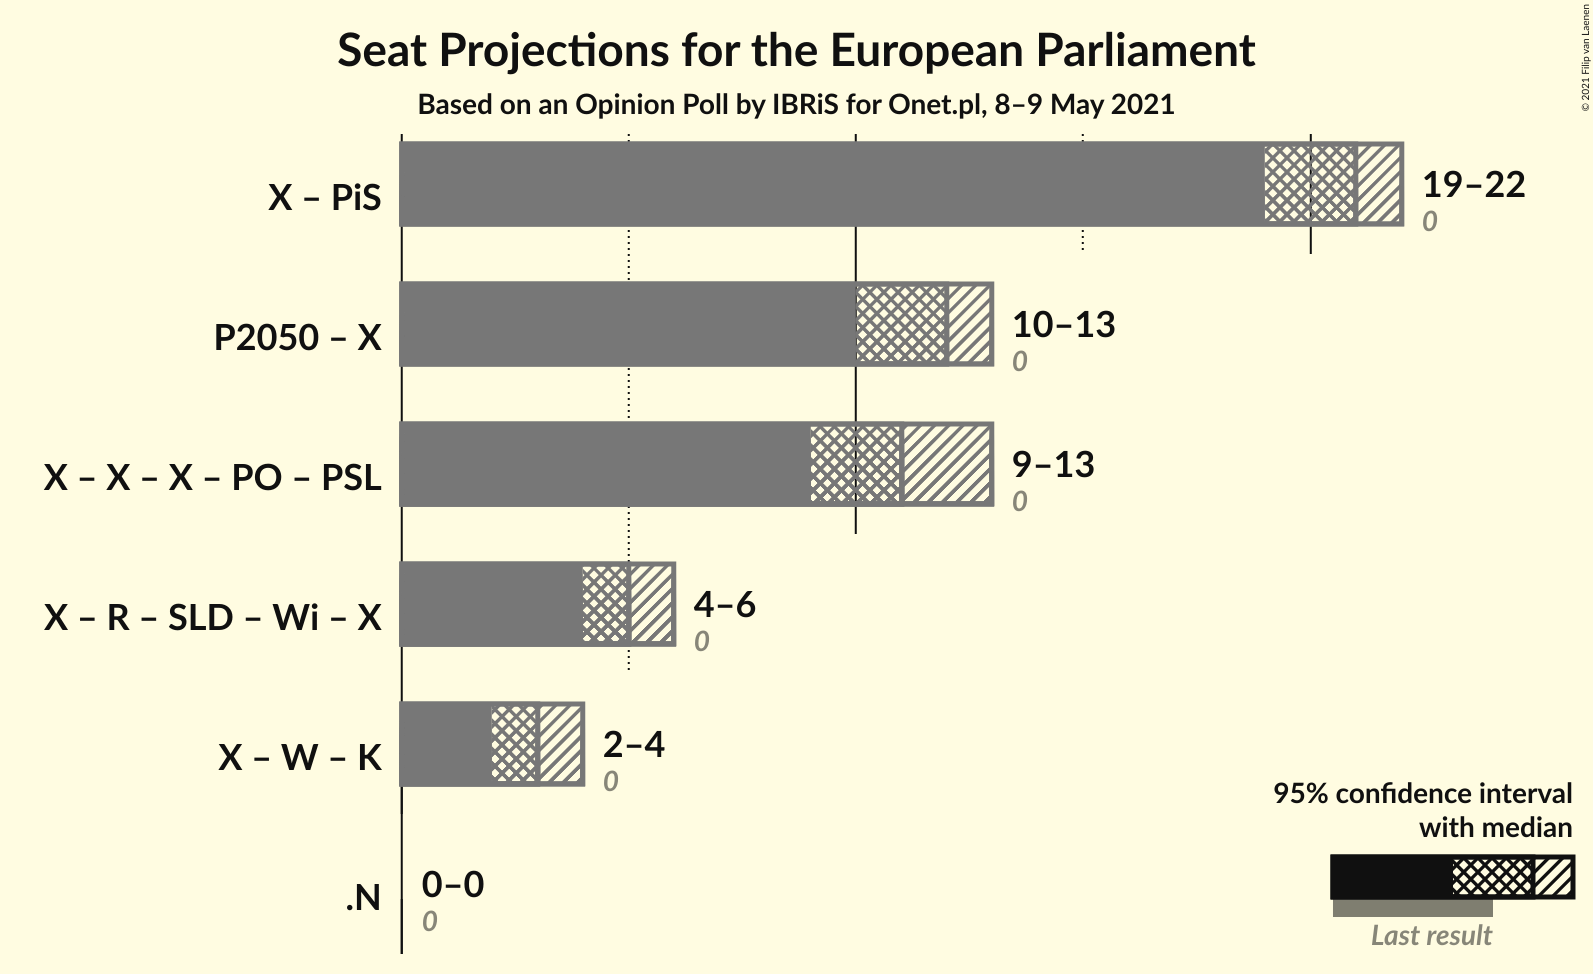 Seat Projections for the European Parliament
Based on an Opinion Poll by IBRiS for Onet.pl, 8–9 May 2021
© 2021 Filip van Laenen
X – PiS
19–22
0
P2050 – X
10–13
0
X – X – X – PO – PSL
9–13
0
X – R – SLD – Wi – X
4–6
0
X – W – K
2–4
0
.N
0–0
0
95% confidence interval
with median
Last result